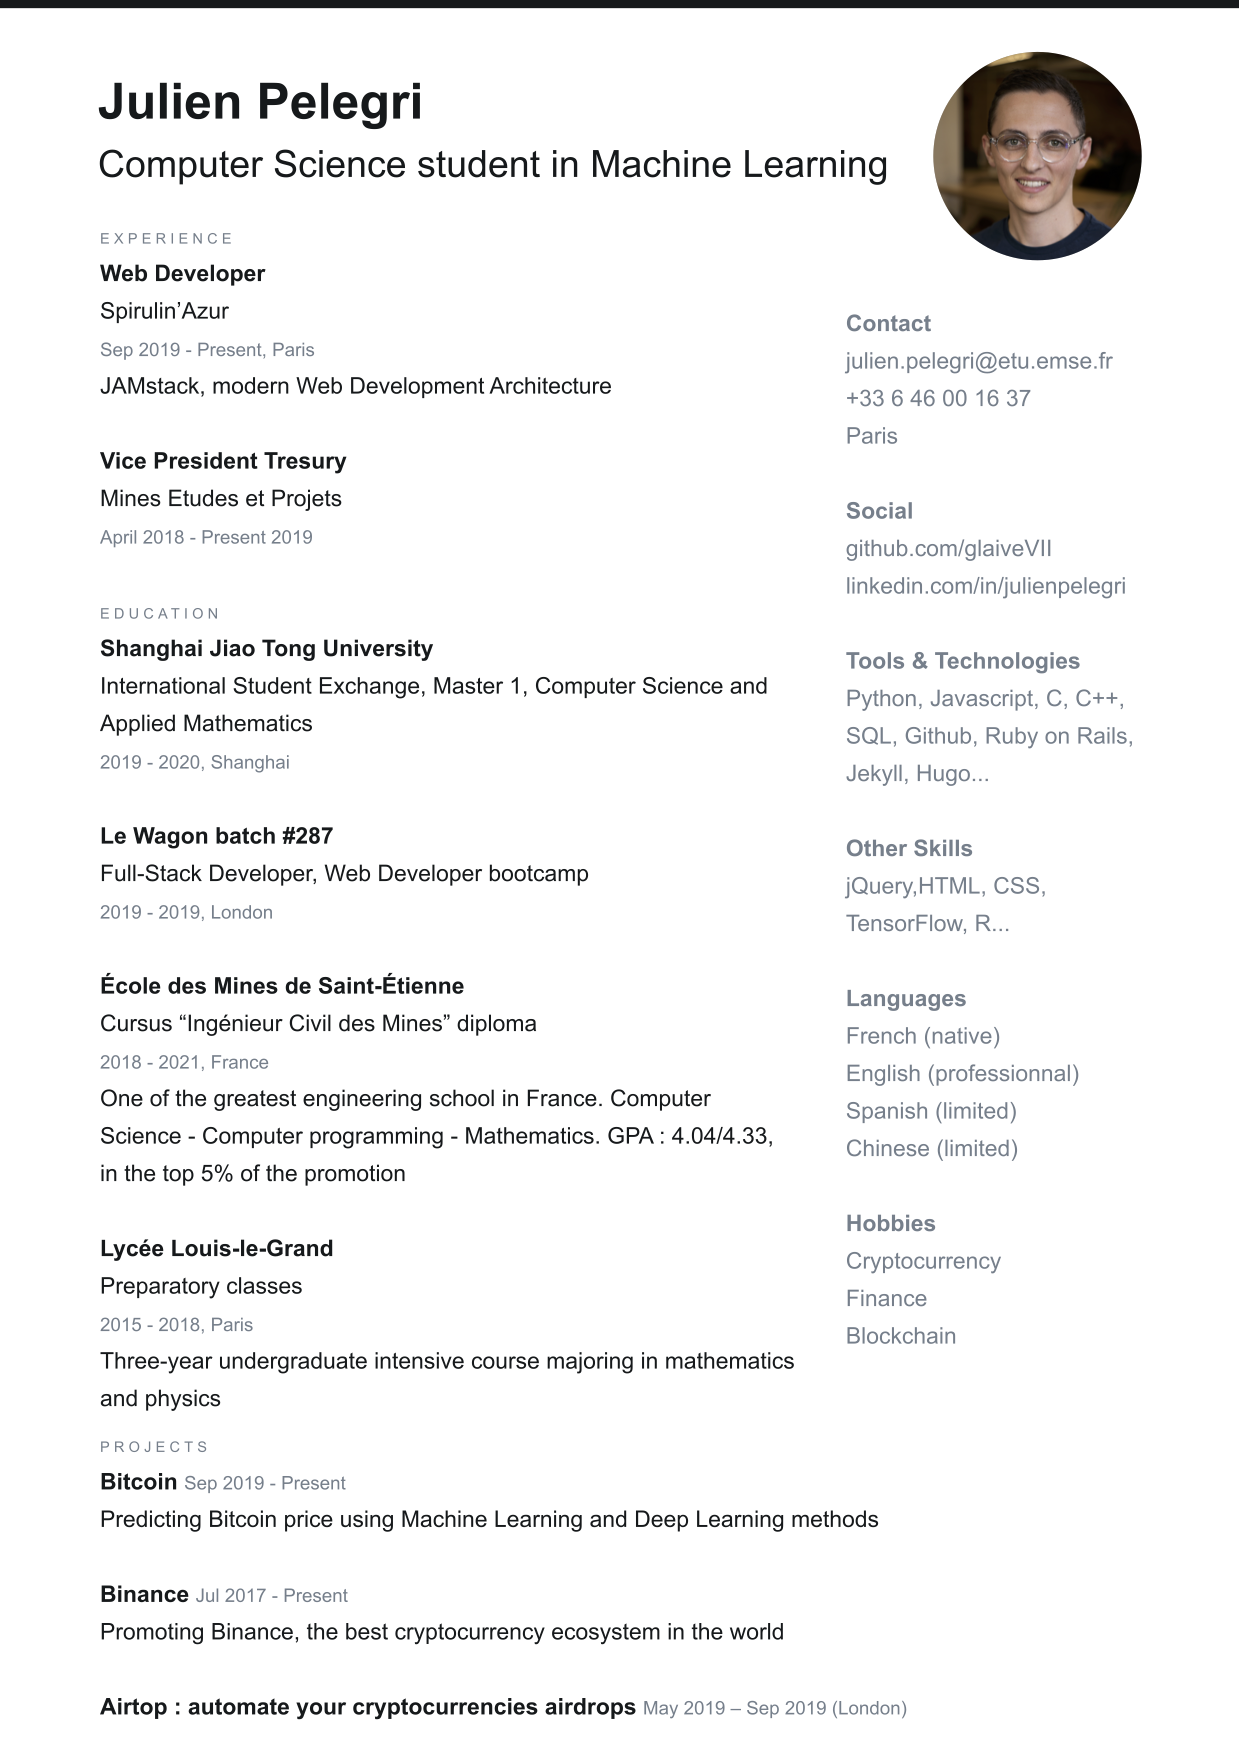 Julien Pelegri
Computer Science student in Machine Learning
EXPERIENCE
Web Developer
Spirulin’Azur
Sep 2019 - Present, Paris
JAMstack, modern Web Development Architecture
Vice President Tresury
Mines Etudes et Projets
April 2018 - Present 2019
EDUCATION
Shanghai Jiao Tong University
International Student Exchange, Master 1, Computer Science and
Applied Mathematics
2019 - 2020, Shanghai
Le Wagon batch #287
Full-Stack Developer, Web Developer bootcamp
2019 - 2019, London
École des Mines de Saint-Étienne
Cursus “Ingénieur Civil des Mines” diploma
2018 - 2021, France
One of the greatest engineering school in France. Computer
Science - Computer programming - Mathematics. GPA : 4.04/4.33,
in the top 5% of the promotion
Lycée Louis-le-Grand
Preparatory classes
2015 - 2018, Paris
Three-year undergraduate intensive course majoring in mathematics
and physics
PROJECTS
Bitcoin Sep 2019 - Present
Predicting Bitcoin price using Machine Learning and Deep Learning methods
Binance Jul 2017 - Present
Promoting Binance, the best cryptocurrency ecosystem in the world
Airtop : automate your cryptocurrencies airdrops May 2019 – Sep 2019 (London)
Contact
julien.pelegri@etu.emse.fr
+33 6 46 00 16 37
Paris
Social
github.com/glaiveVII
linkedin.com/in/julienpelegri
Tools & Technologies
Python, Javascript, C, C++,
SQL, Github, Ruby on Rails,
Jekyll, Hugo...
Other Skills
jQuery,HTML, CSS,
TensorFlow, R...
Languages
French (native)
English (professionnal)
Spanish (limited)
Chinese (limited)
Hobbies
Cryptocurrency
Finance
Blockchain